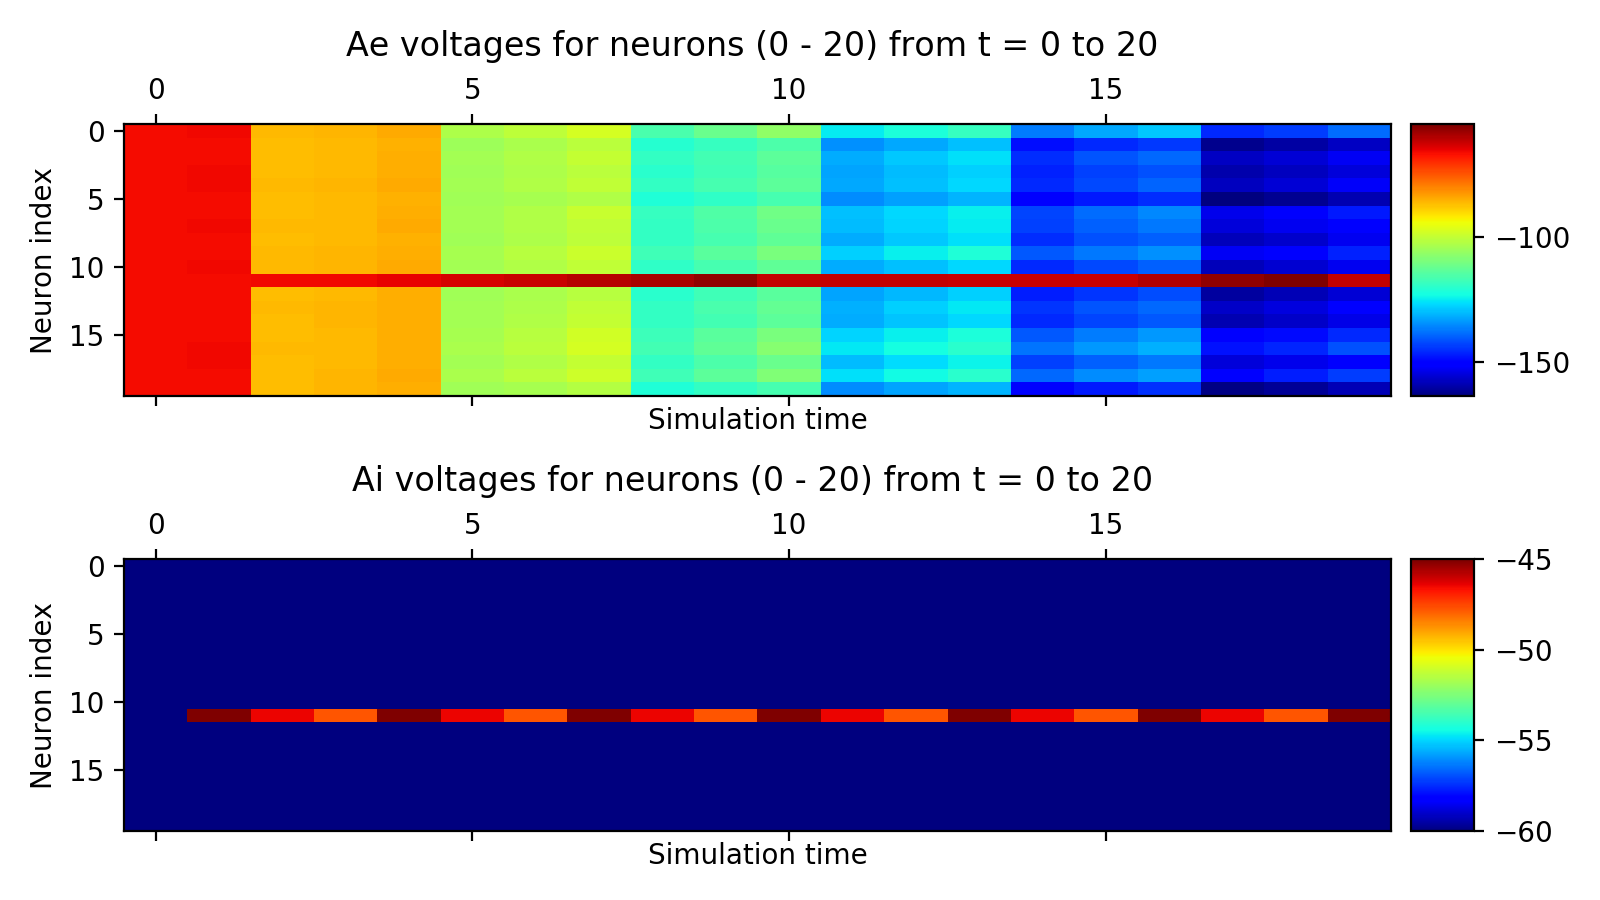 Ae voltages for neurons (0 - 20) from t = 0 to 20
0 5 10 15
Neuron index
0
5
10
15
−100
−150
Simulation time
Ai voltages for neurons (0 - 20) from t = 0 to 20
0 5 10 15
Neuron index
0
5
10
15
−45
−50
−55
−60
Simulation time